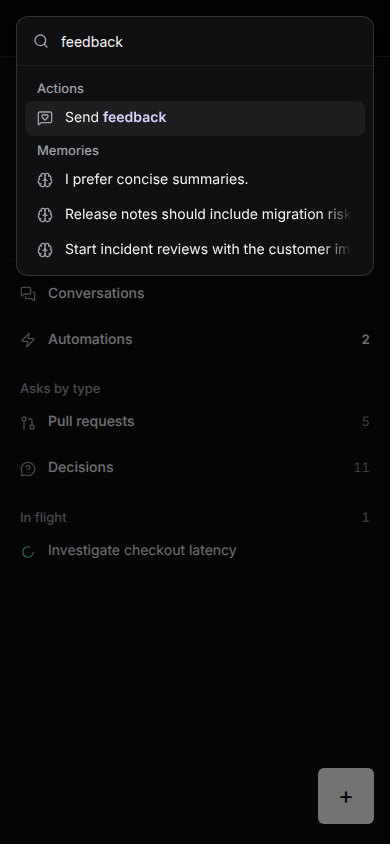 feedback
Actions
Send feedback
Memories
I prefer concise summaries.
Release notes should include migration risk
Start incident reviews with the customer im
Conversations
Automations 2
Asks by type
Pull requests 5
Decisions 11
In flight 1
Investigate checkout latency
+